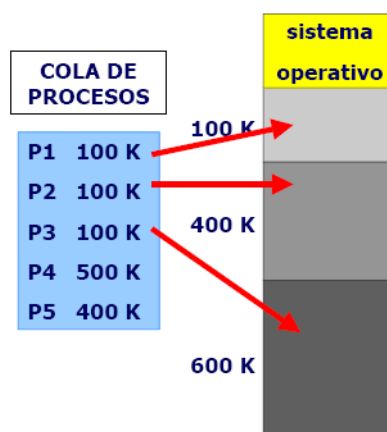 COLA DE
PROCESOS
P1 100 K
P2 100 K
P3 100 K
P4 500 K
P5 400 K
sistema
operativo
100 K
400 K
600 K